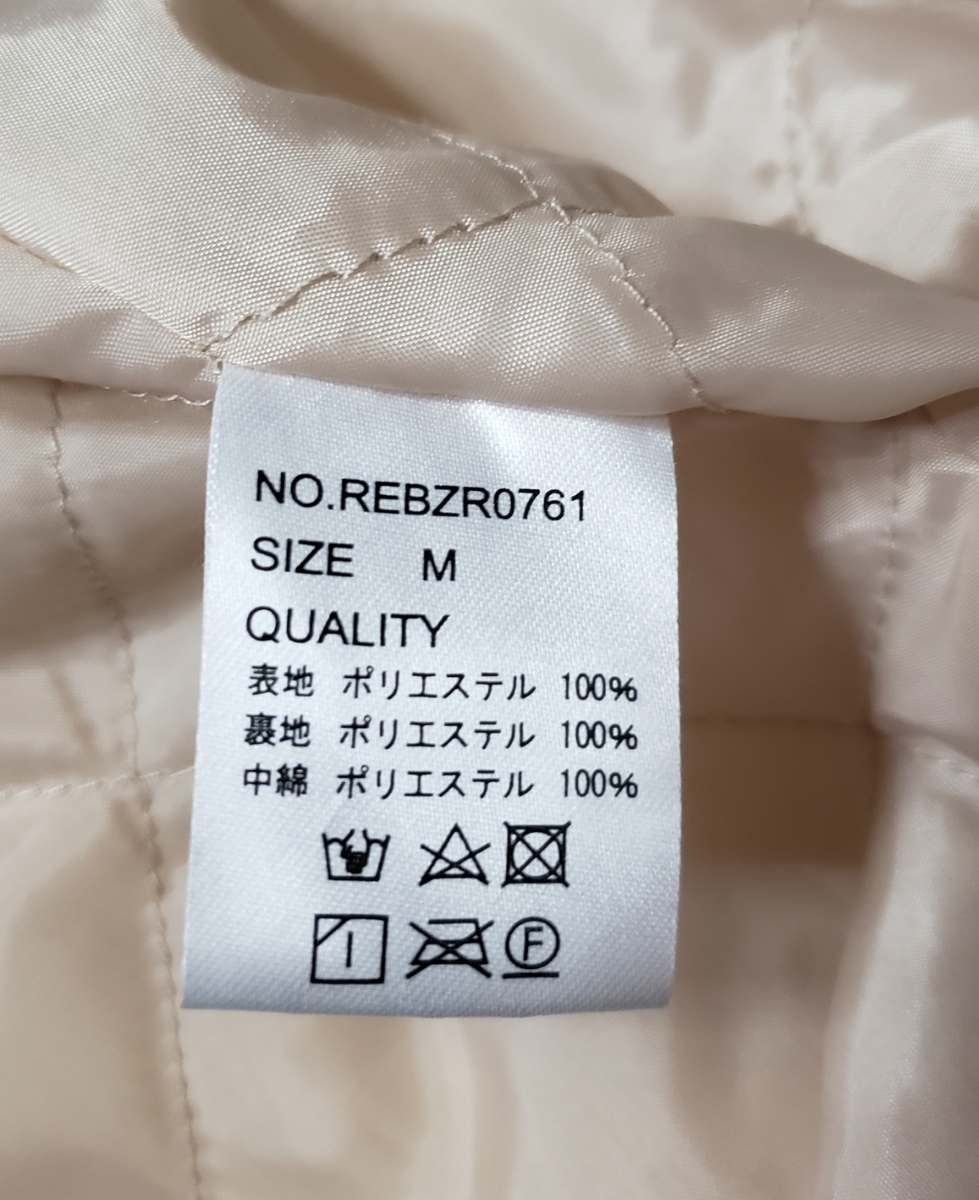 NO.REBZR0761
SIZE M
QUALITY
表地 ポリエステル 100%
裏地 ポリエステル 100%
中綿 ポリエステル 100%
F